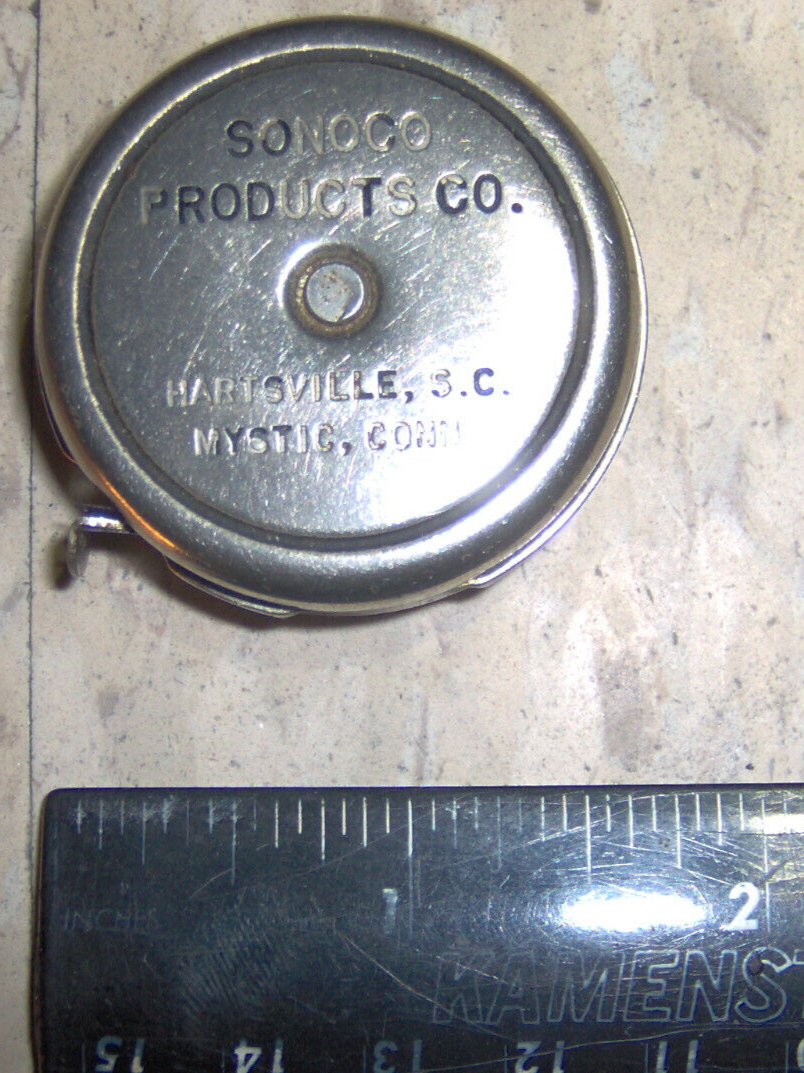 SONOCO
PRODUCTS CO.
HARTSVILLE, S.C.
MYSTIC, CONN
INCHES
1 2
KAMENS
15 14 13 12 11